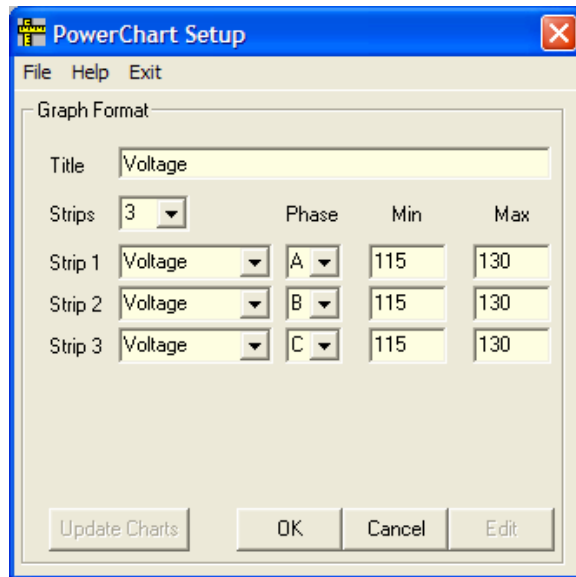 PowerChart Setup
File Help Exit
Graph Format
Title Voltage
Strips 3 Phase Min Max
Strip 1 Voltage A 115 130
Strip 2 Voltage B 115 130
Strip 3 Voltage C 115 130
Update Charts OK Cancel Edit